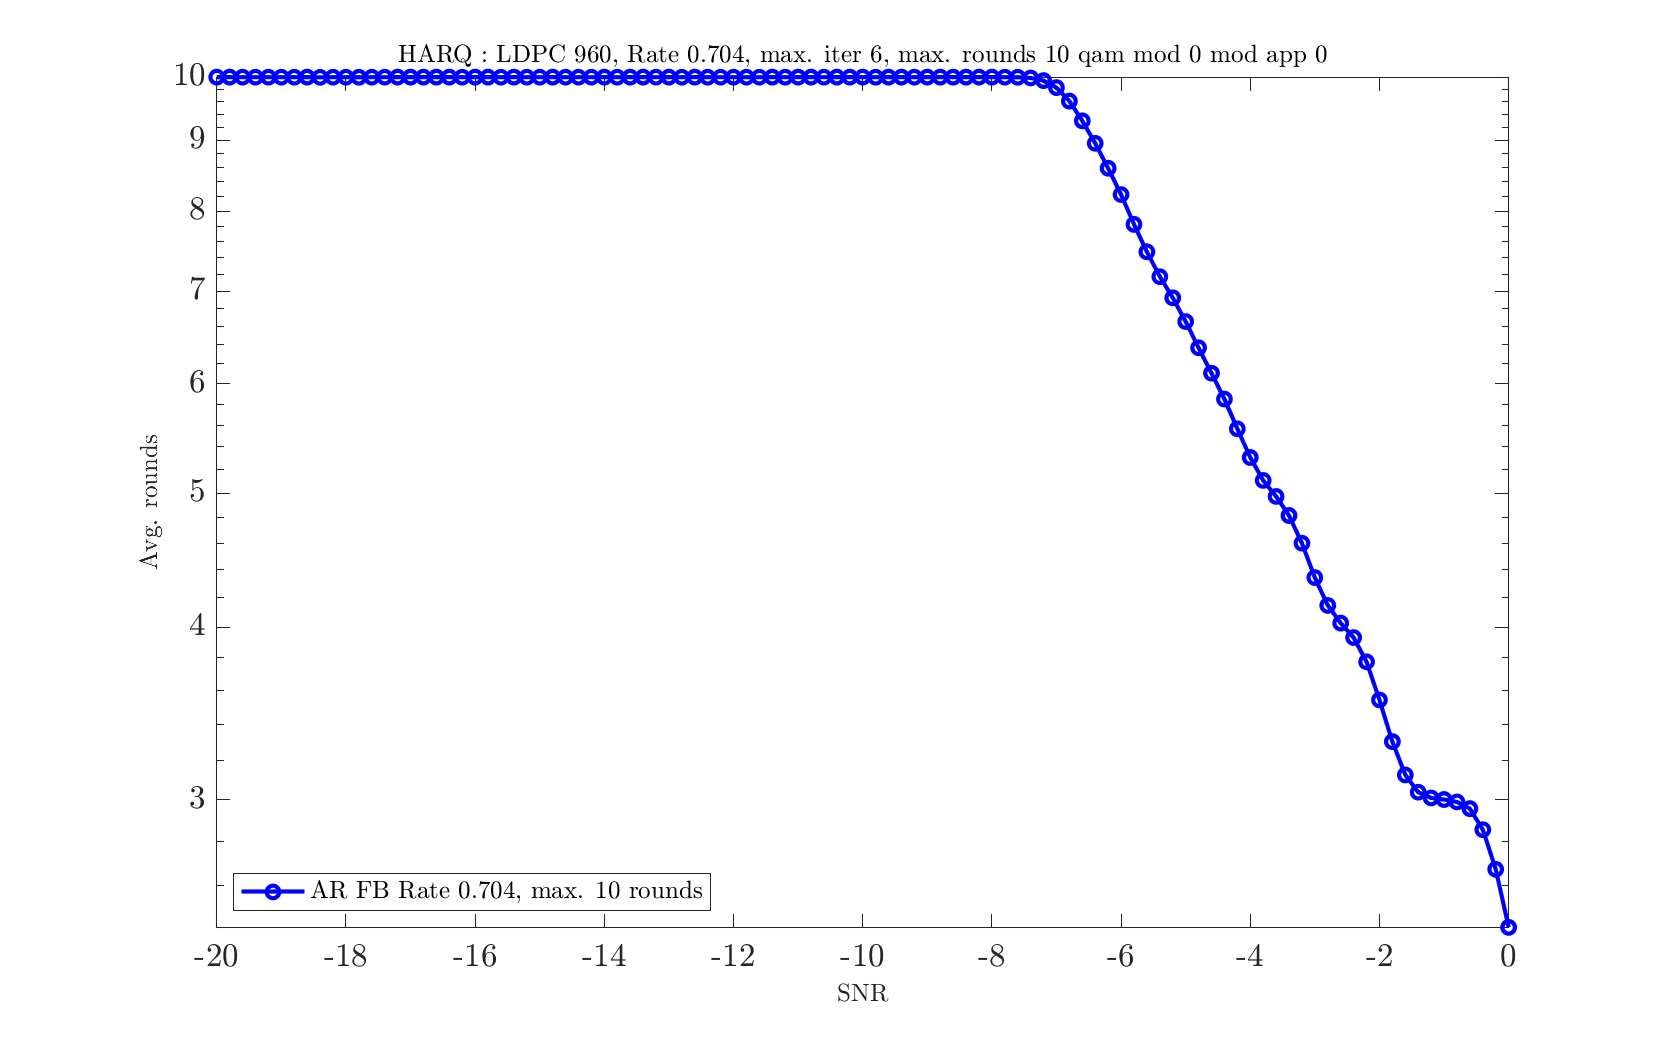 HARQ : LDPC 960, Rate 0.704, max. iter 6, max. rounds 10 qam mod 0 mod app 0
10
9
8
7
6
5
4
3
Avg. rounds
AR FB Rate 0.704, max. 10 rounds
-20 -18 -16 -14 -12 -10 -8 -6 -4 -2 0
SNR